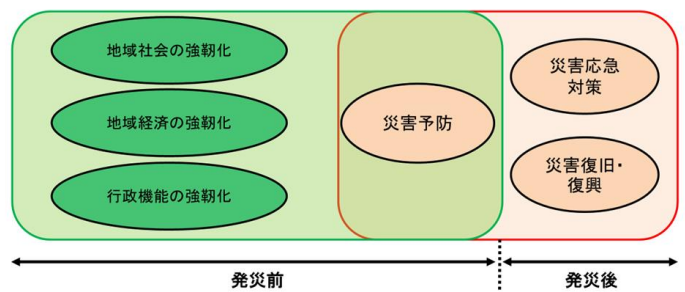 地域社会の強靭化
地域経済の強靭化
行政機能の強靭化
災害予防
災害応急
対策
災害復旧・
復興
発災前
発災後